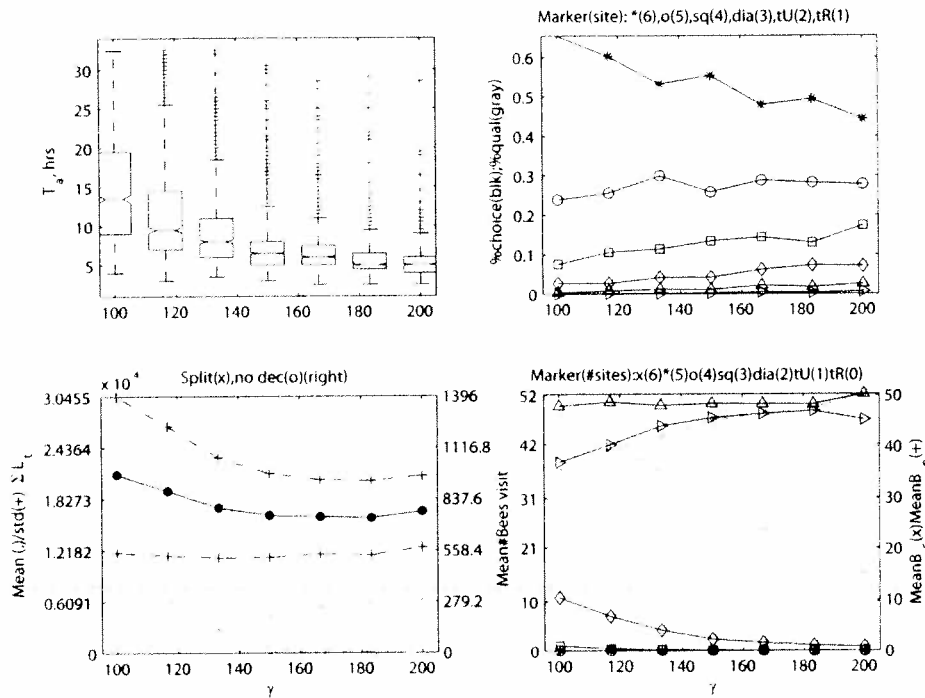 Marker(site): *(6),o(5),sq(4),dia(3),tU(2),tR(1)
T_a, hrs
30
25
20
15
10
5
100 120 140 160 180 200
%choice(blk);%qual(gray)
0.6
0.5
0.4
0.3
0.2
0.1
0
100 120 140 160 180 200
x 10^4
Split(x),no dec(o)(right)
Mean (.)/std(+) Σ L_t
3.0455
2.4364
1.8273
1.2182
0.6091
0
1396
1116.8
837.6
558.4
279.2
0
100 120 140 160 180 200
γ
Marker(#sites):x(6)*(5)o(4)sq(3)dia(2)tU(1)tR(0)
Mean#Bees visit
52
42
31
21
10
0
50
40
30
20
10
0
100 120 140 160 180 200
γ